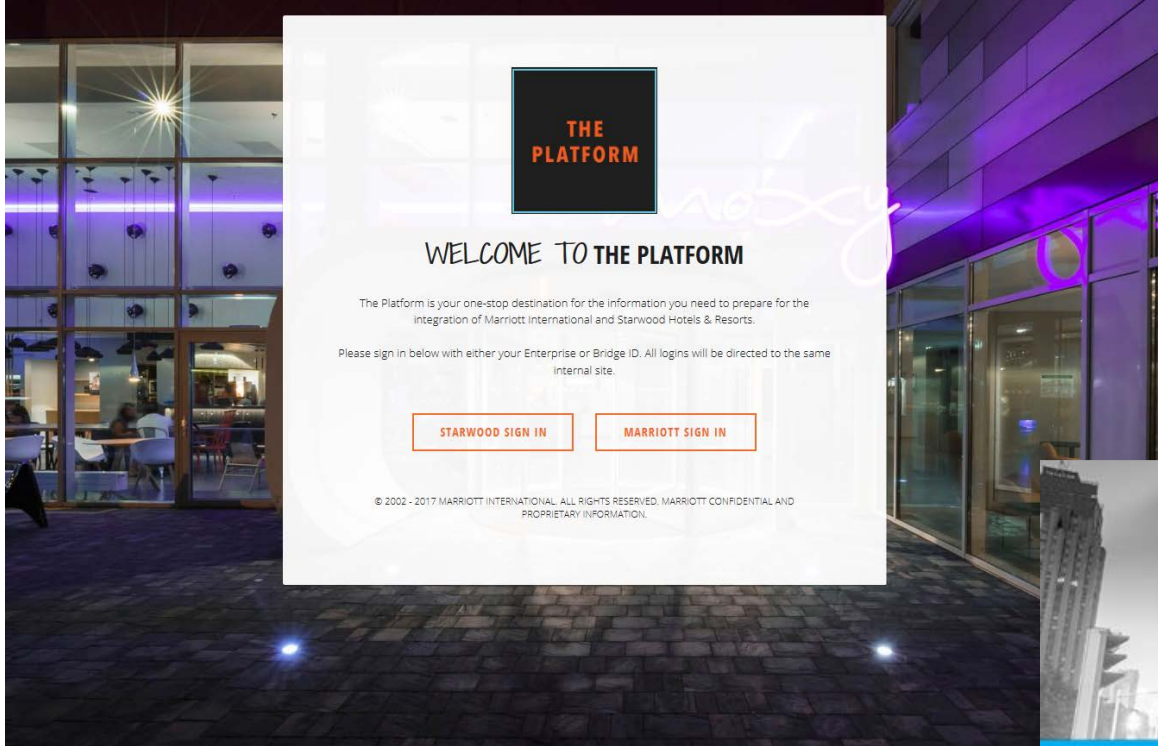 THE
PLATFORM
moxy
WELCOME TO THE PLATFORM
The Platform is your one-stop destination for the information you need to prepare for the
integration of Marriott International and Starwood Hotels & Resorts.
Please sign in below with either your Enterprise or Bridge ID. All logins will be directed to the same
internal site.
STARWOOD SIGN IN
MARRIOTT SIGN IN
© 2002 - 2017 MARRIOTT INTERNATIONAL. ALL RIGHTS RESERVED. MARRIOTT CONFIDENTIAL AND
PROPRIETARY INFORMATION.